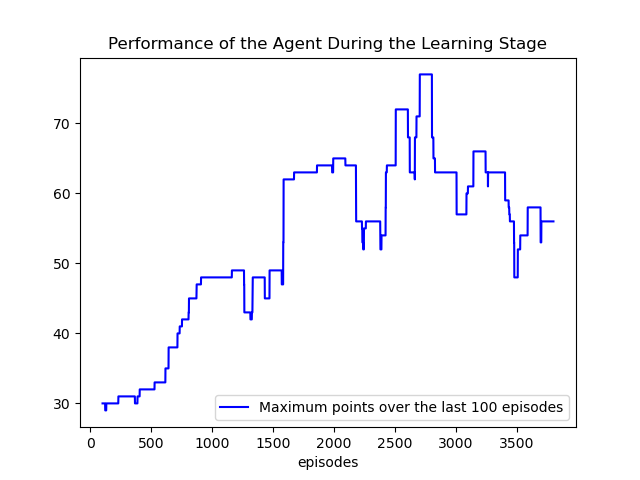 Performance of the Agent During the Learning Stage
70
60
50
40
30
Maximum points over the last 100 episodes
0 500 1000 1500 2000 2500 3000 3500
episodes